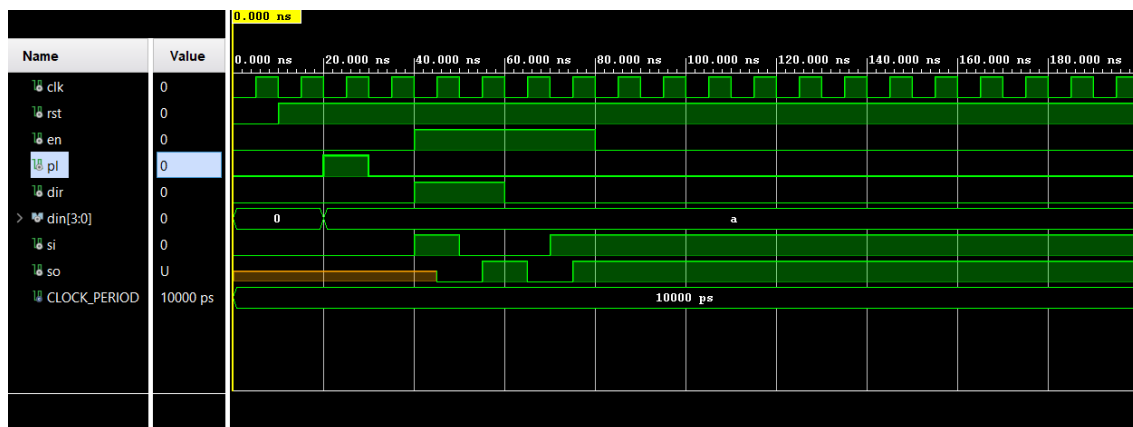 0.000 ns
Name Value
0.000 ns 20.000 ns 40.000 ns 60.000 ns 80.000 ns 100.000 ns 120.000 ns 140.000 ns 160.000 ns 180.000 ns
clk 0
rst 0
en 0
pl 0
dir 0
din[3:0] 0 0 a
si 0
so U
CLOCK_PERIOD 10000 ps 10000 ps